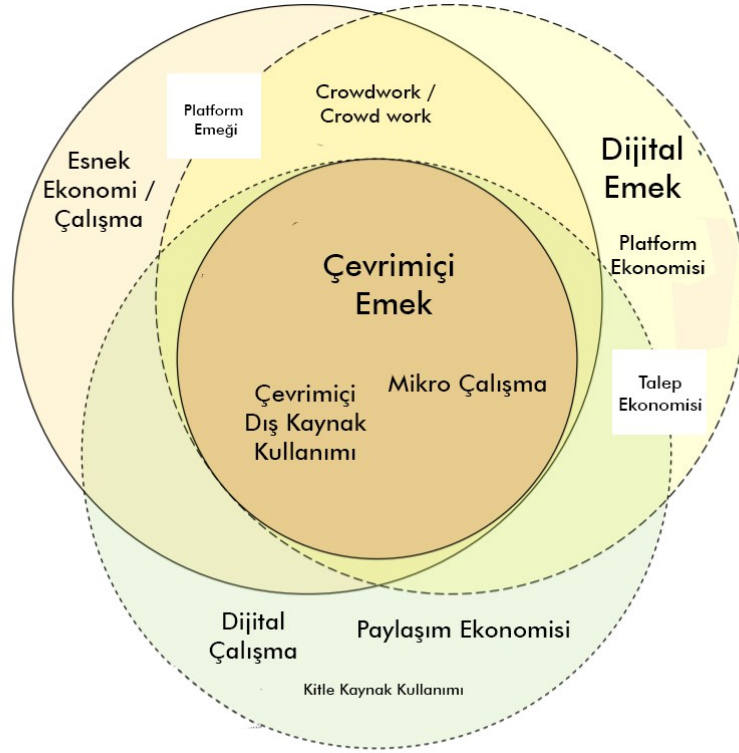 Crowdwork /
Crowd work
Platform
Emeği
Esnek
Ekonomi /
Çalışma
Dijital
Emek
Platform
Ekonomisi
Çevrimiçi
Emek
Mikro Çalışma
Talep
Ekonomisi
Çevrimiçi
Dış Kaynak
Kullanımı
Dijital
Çalışma
Paylaşım Ekonomisi
Kitle Kaynak Kullanımı